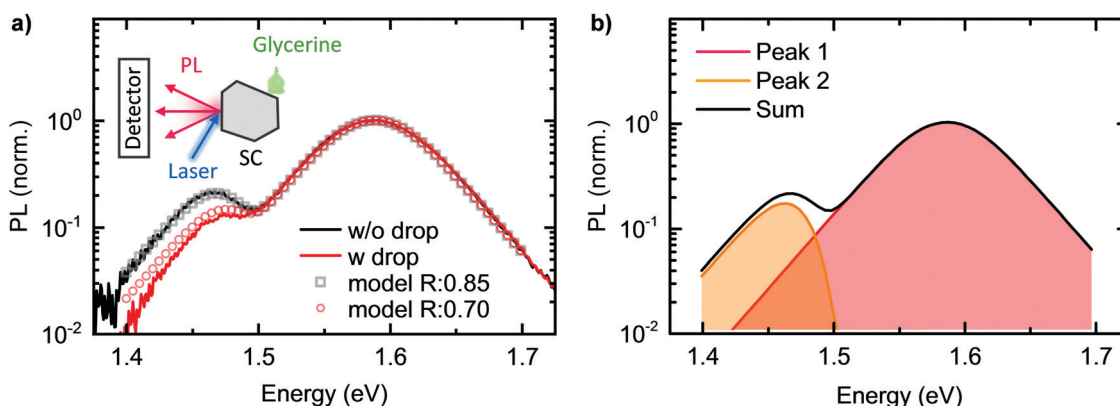 a)
Glycerine
PL
Detector
Laser
SC
PL (norm.)
10^0
10^-1
10^-2
w/o drop
w drop
model R:0.85
model R:0.70
1.4 1.5 1.6 1.7
Energy (eV)
b)
Peak 1
Peak 2
Sum
PL (norm.)
10^0
10^-1
10^-2
1.4 1.5 1.6 1.7
Energy (eV)